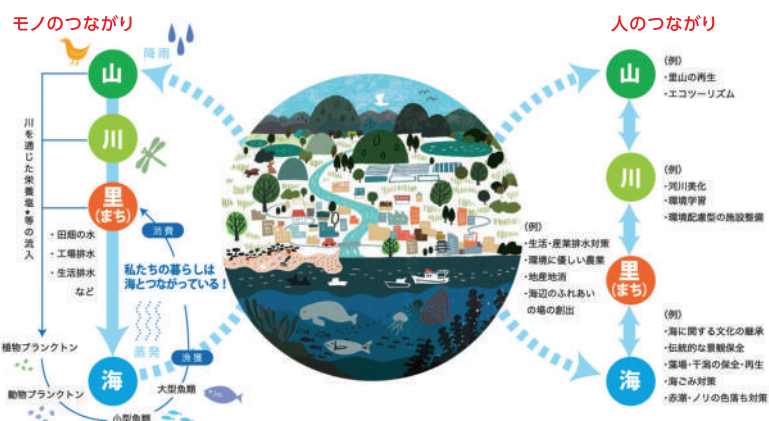 モノのつながり
降雨
山
川
里
(まち)
海
川を通じた栄養塩★等の流入
・田畑の水
・工場排水
・生活排水
など
消費
私たちの暮らしは
海とつながっている！
蒸発
漁獲
植物プランクトン
動物プランクトン
小型魚類
大型魚類
人のつながり
山
(例)
・里山の再生
・エコツーリズム
川
(例)
・河川美化
・環境学習
・環境配慮型の施設整備
里
(まち)
(例)
・生活・産業排水対策
・環境に優しい農業
・地産地消
・海辺のふれあい
の場の創出
海
(例)
・海に関する文化の継承
・伝統的な景観保全
・藻場・干潟の保全・再生
・海ごみ対策
・赤潮・ノリの色落ち対策